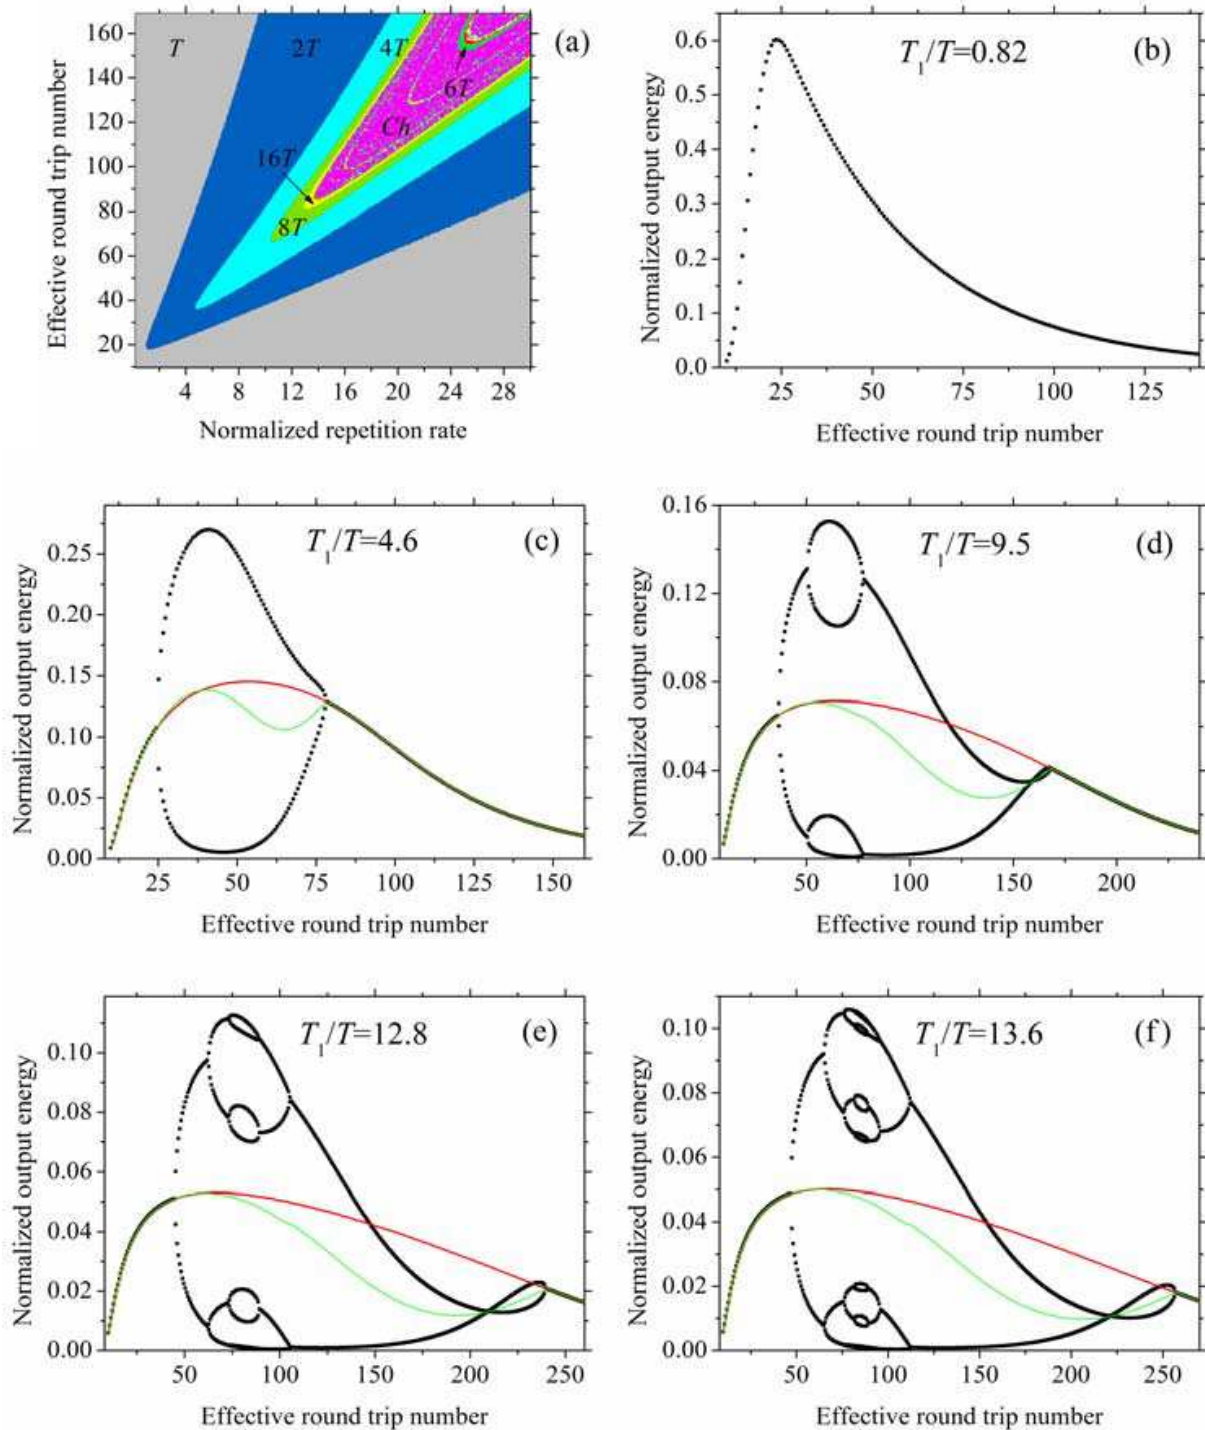 160
140
120
100
80
60
40
20
Effective round trip number
T
2T
4T
6T
Ch
16T
8T
(a)
4 8 12 16 20 24 28
Normalized repetition rate
0.6
0.5
0.4
0.3
0.2
0.1
0.0
Normalized output energy
T1/T=0.82
(b)
25 50 75 100 125
Effective round trip number
0.25
0.20
0.15
0.10
0.05
0.00
Normalized output energy
T1/T=4.6
(c)
25 50 75 100 125 150
Effective round trip number
0.16
0.12
0.08
0.04
0.00
Normalized output energy
T1/T=9.5
(d)
50 100 150 200
Effective round trip number
0.10
0.08
0.06
0.04
0.02
0.00
Normalized output energy
T1/T=12.8
(e)
50 100 150 200 250
Effective round trip number
0.10
0.08
0.06
0.04
0.02
0.00
Normalized output energy
T1/T=13.6
(f)
50 100 150 200 250
Effective round trip number